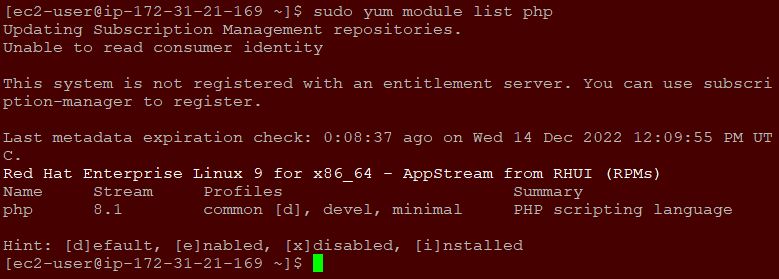 [ec2-user@ip-172-31-21-169 ~]$ sudo yum module list php
Updating Subscription Management repositories.
Unable to read consumer identity
This system is not registered with an entitlement server. You can use subscri
ption-manager to register.
Last metadata expiration check: 0:08:37 ago on Wed 14 Dec 2022 12:09:55 PM UT
C.
Red Hat Enterprise Linux 9 for x86_64 - AppStream from RHUI (RPMs)
Name Stream Profiles Summary
php 8.1 common [d], devel, minimal PHP scripting language
Hint: [d]efault, [e]nabled, [x]disabled, [i]nstalled
[ec2-user@ip-172-31-21-169 ~]$